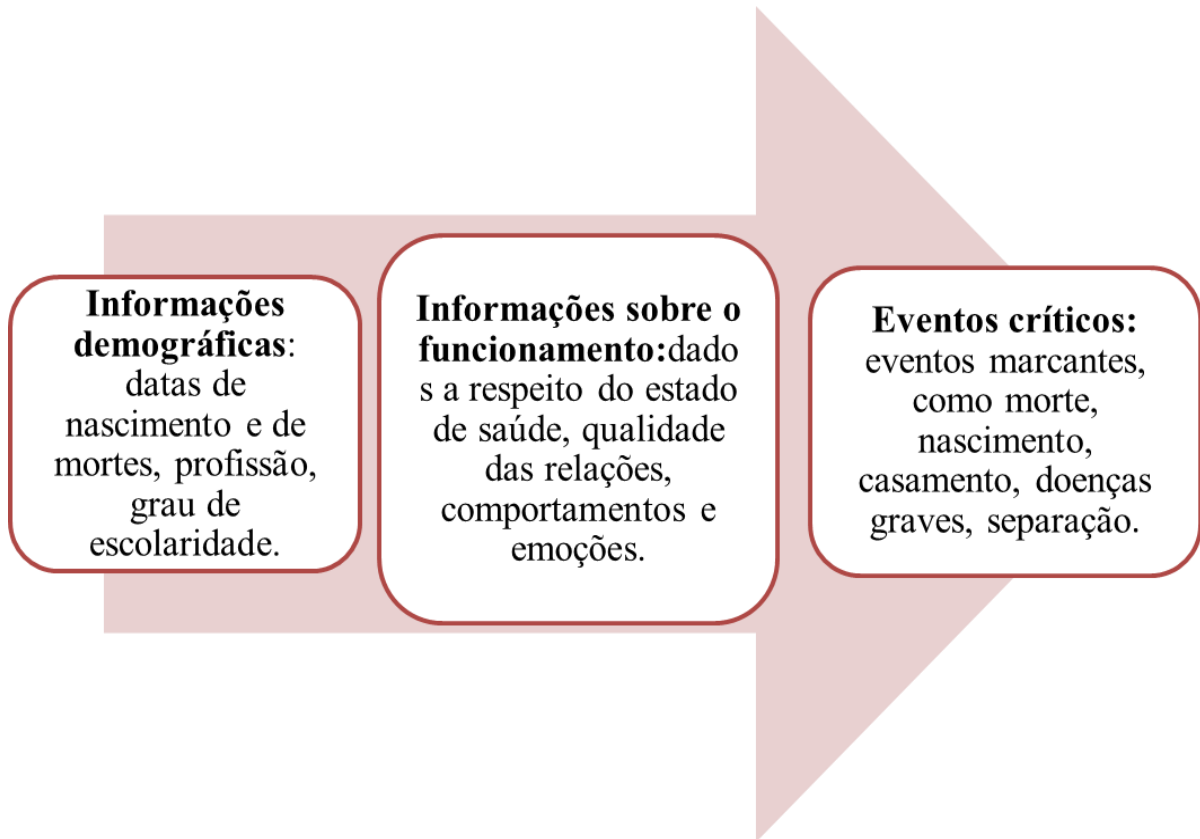 Informações
demográficas:
datas de
nascimento e de
mortes, profissão,
grau de
escolaridade.
Informações sobre o
funcionamento:dado
s a respeito do estado
de saúde, qualidade
das relações,
comportamentos e
emoções.
Eventos críticos:
eventos marcantes,
como morte,
nascimento,
casamento, doenças
graves, separação.